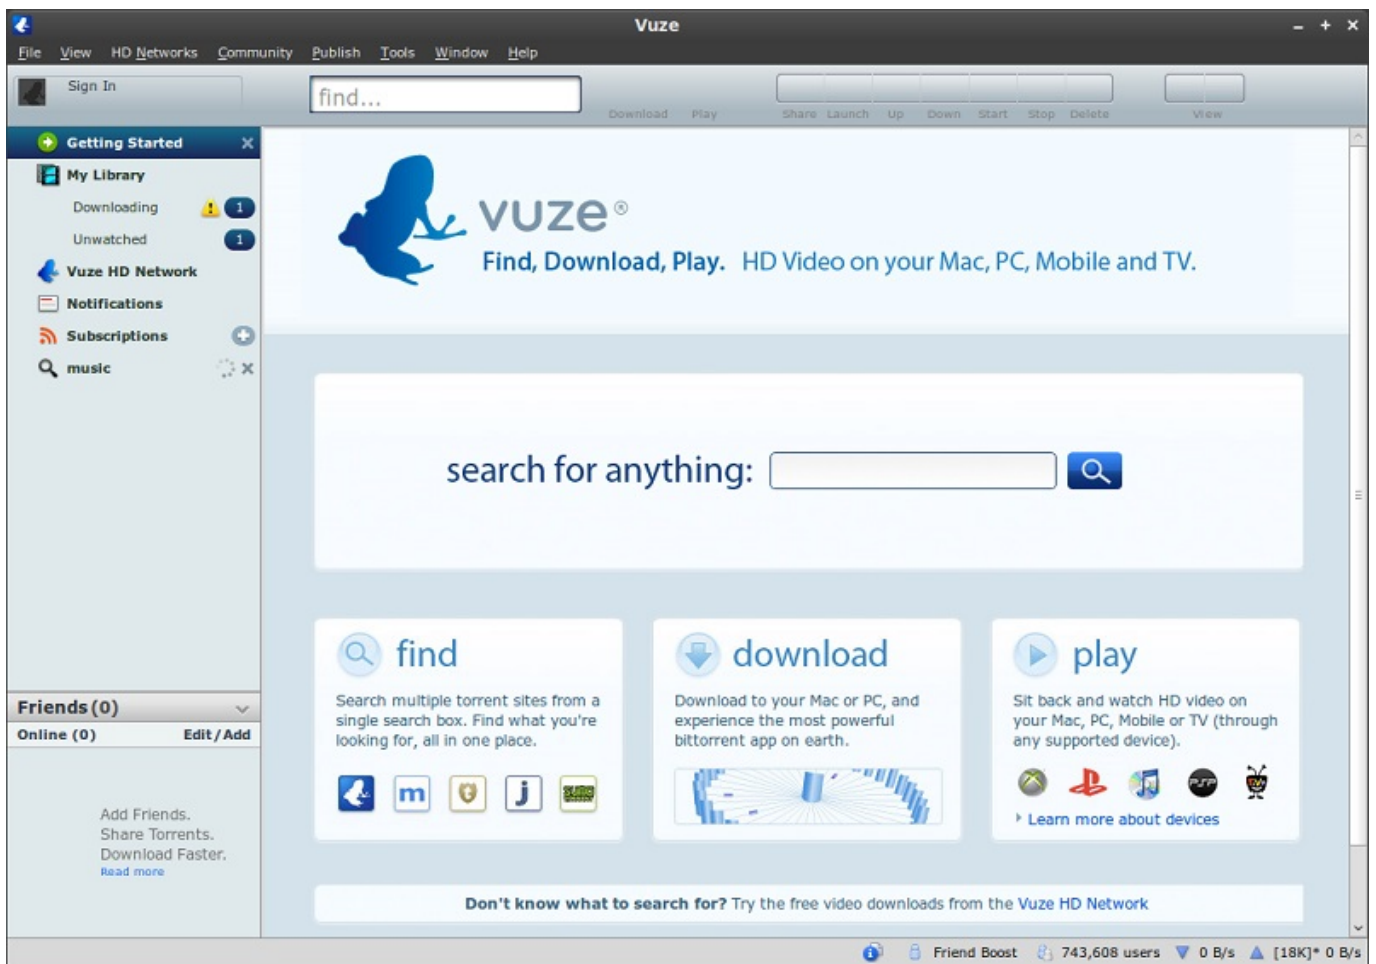 Vuze
File View HD Networks Community Publish Tools Window Help
Sign In
find...
Download Play Share Launch Up Down Start Stop Delete View
Getting Started
My Library
Downloading 1
Unwatched 1
Vuze HD Network
Notifications
Subscriptions
music
Friends (0)
Online (0) Edit/Add
Add Friends.
Share Torrents.
Download Faster.
Read more
vuze®
Find, Download, Play. HD Video on your Mac, PC, Mobile and TV.
search for anything:
find
Search multiple torrent sites from a
single search box. Find what you're
looking for, all in one place.
m
j
download
Download to your Mac or PC, and
experience the most powerful
bittorrent app on earth.
play
Sit back and watch HD video on
your Mac, PC, Mobile or TV (through
any supported device).
PSP
Learn more about devices
Don't know what to search for? Try the free video downloads from the Vuze HD Network
Friend Boost 743,608 users 0 B/s [18K]* 0 B/s